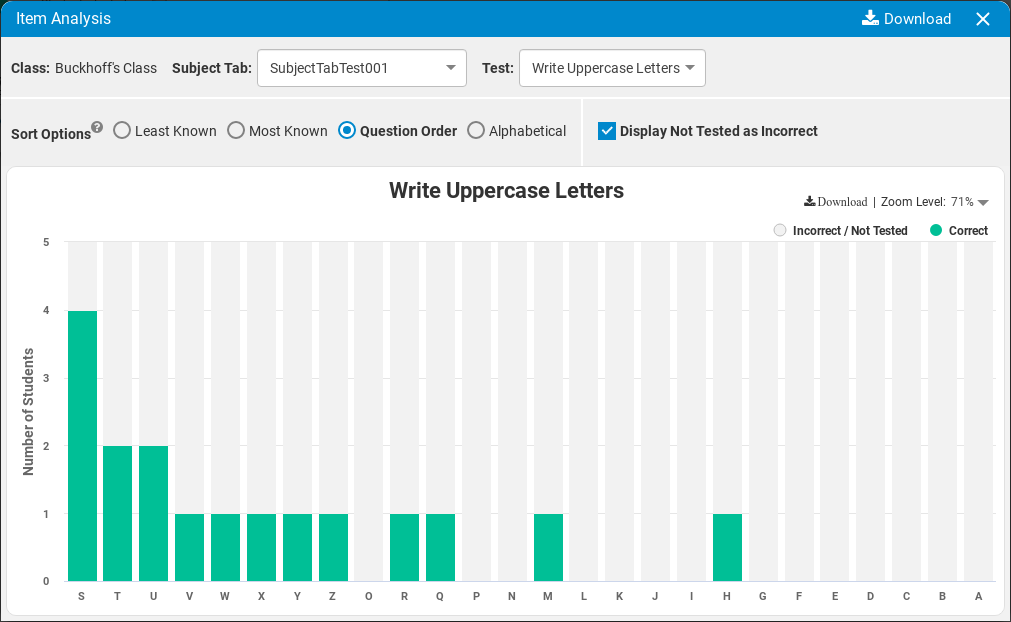 Item Analysis Download
Class: Buckhoff's Class Subject Tab: SubjectTabTest001 Test: Write Uppercase Letters
Sort Options? Least Known Most Known Question Order Alphabetical Display Not Tested as Incorrect
Write Uppercase Letters
Download | Zoom Level: 71%
Incorrect / Not Tested Correct
Number of Students
5
4
3
2
1
0
S T U V W X Y Z O R Q P N M L K J I H G F E D C B A